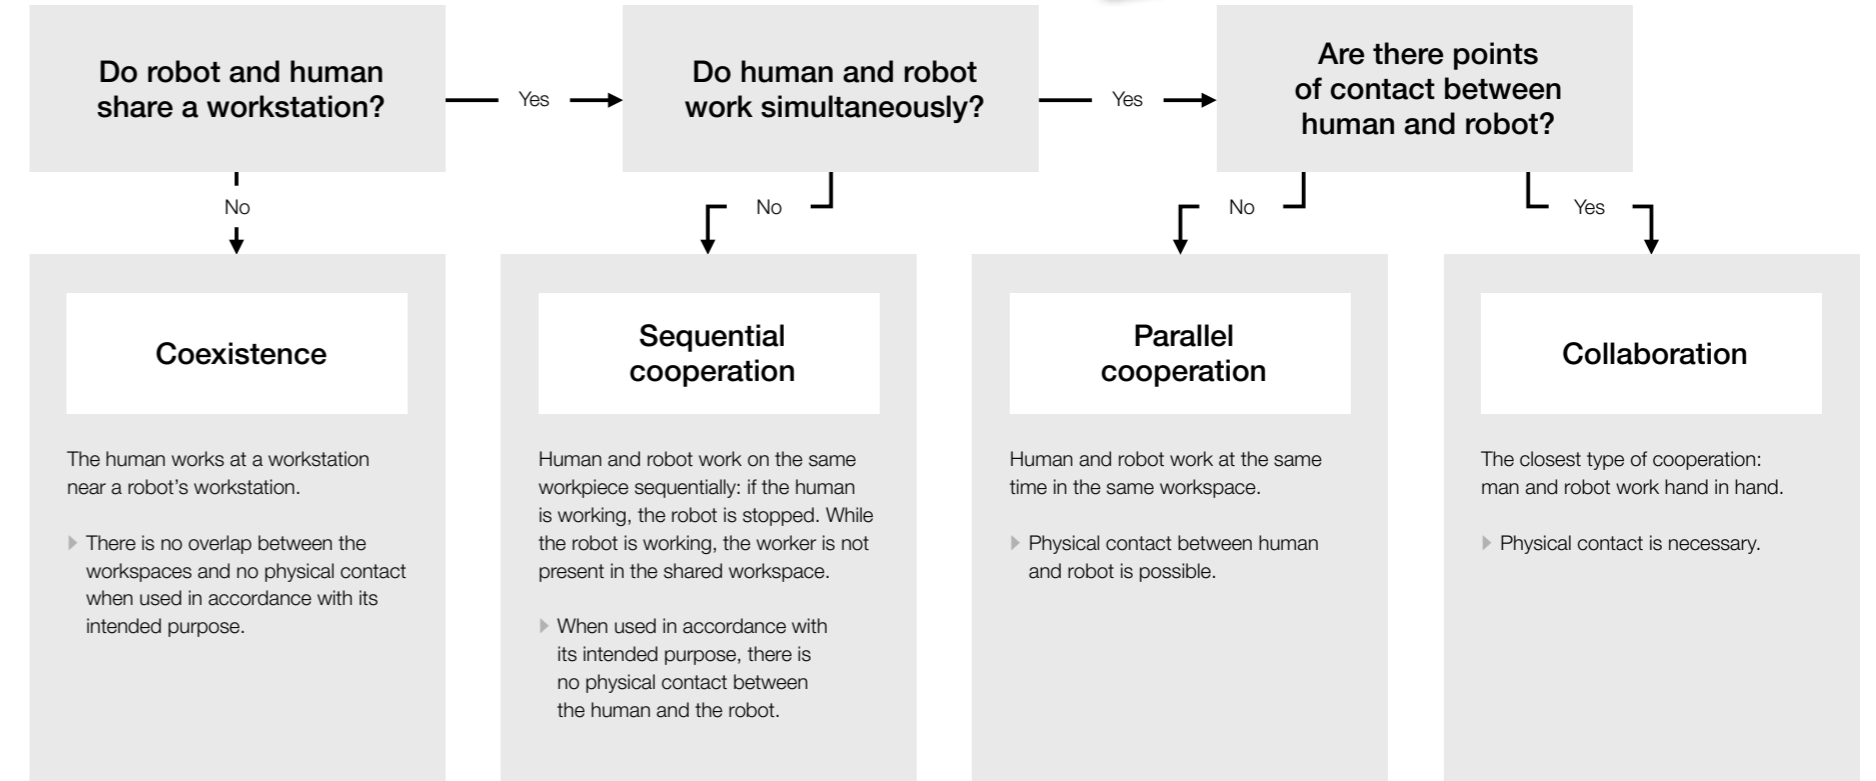 Do robot and human
share a workstation?
Yes
Do human and robot
work simultaneously?
Yes
Are there points
of contact between
human and robot?
No
No
No
Yes
Coexistence
The human works at a workstation
near a robot's workstation.
There is no overlap between the
workspaces and no physical contact
when used in accordance with its
intended purpose.
Sequential
cooperation
Human and robot work on the same
workpiece sequentially: if the human
is working, the robot is stopped. While
the robot is working, the worker is not
present in the shared workspace.
When used in accordance with
its intended purpose, there is
no physical contact between
the human and the robot.
Parallel
cooperation
Human and robot work at the same
time in the same workspace.
Physical contact between human
and robot is possible.
Collaboration
The closest type of cooperation:
man and robot work hand in hand.
Physical contact is necessary.